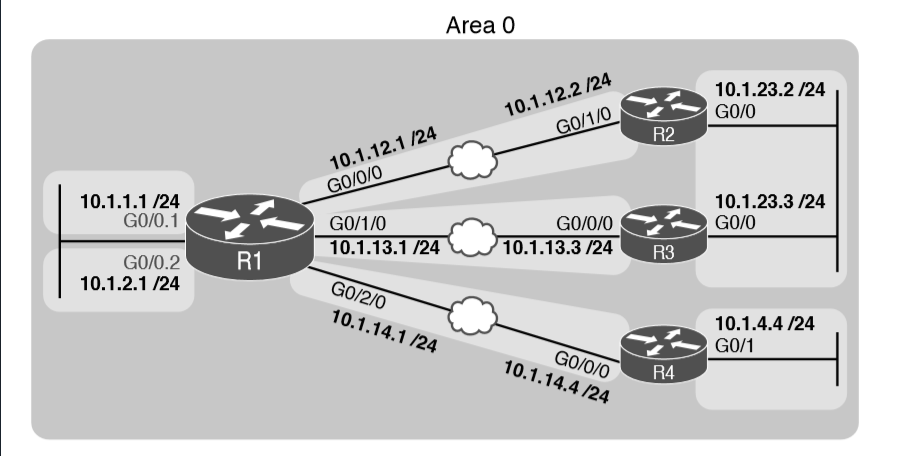 Area 0
10.1.23.2 /24
G0/0
10.1.12.2 /24
G0/1/0
R2
10.1.12.1 /24
G0/0/0
10.1.1.1 /24
G0/0.1
G0/0.2
10.1.2.1 /24
R1
G0/1/0
10.1.13.1 /24
G0/0/0
10.1.13.3 /24
R3
10.1.23.3 /24
G0/0
G0/2/0
10.1.14.1 /24
G0/0/0
10.1.14.4 /24
R4
10.1.4.4 /24
G0/1